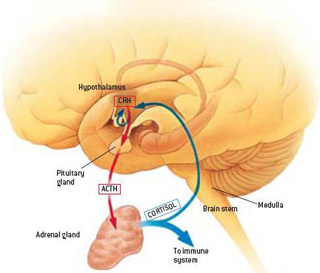 Hypothalamus
CRH
Pituitary
gland
ACTH
CORTISOL
Brain stem
Medulla
Adrenal gland
To immune
system